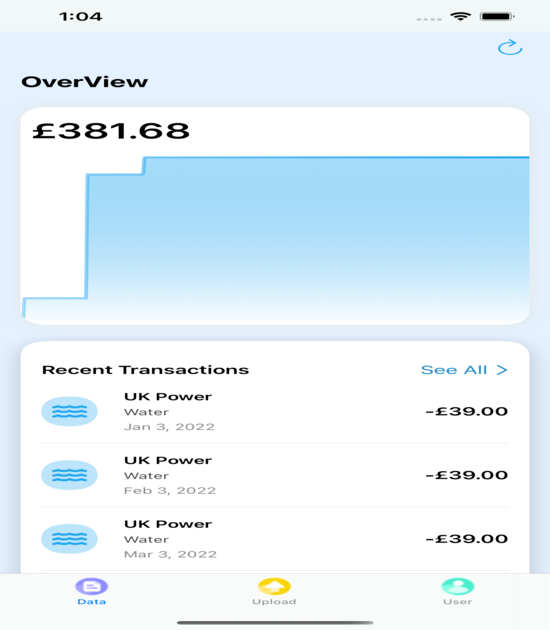 1:04
OverView
£381.68
Recent Transactions
See All >
UK Power
Water
Jan 3, 2022
-£39.00
UK Power
Water
Feb 3, 2022
-£39.00
UK Power
Water
Mar 3, 2022
-£39.00
Data
Upload
User